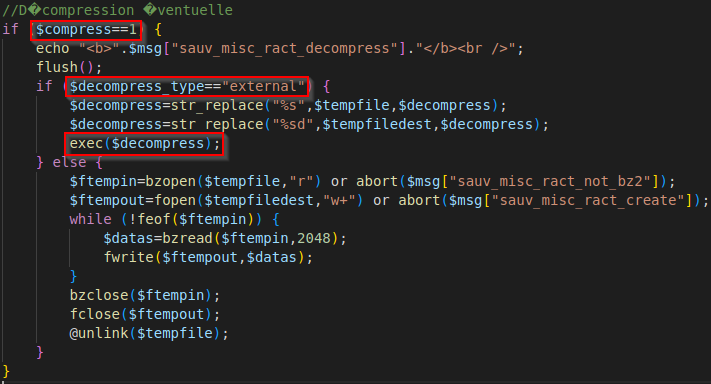 //D�compression �ventuelle
if ($compress==1) {
echo "<b>".$msg["sauv_misc_ract_decompress"]."</b><br />";
flush();
if ($decompress_type=="external") {
$decompress=str_replace("%s",$tempfile,$decompress);
$decompress=str_replace("%sd",$tempfiledest,$decompress);
exec($decompress);
} else {
$ftempin=bzopen($tempfile,"r") or abort($msg["sauv_misc_ract_not_bz2"]);
$ftempout=fopen($tempfiledest,"w+") or abort($msg["sauv_misc_ract_create"]);
while (!feof($ftempin)) {
$datas=bzread($ftempin,2048);
fwrite($ftempout,$datas);
}
bzclose($ftempin);
fclose($ftempout);
@unlink($tempfile);
}
}